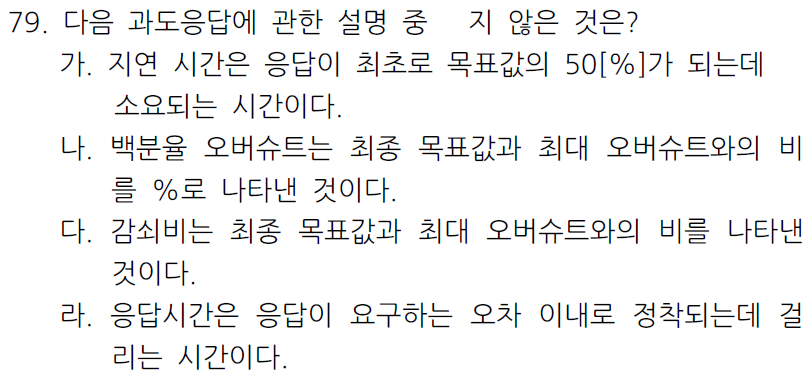 79. 다음 과도응답에 관한 설명 중 지 않은 것은?
가. 지연 시간은 응답이 최초로 목표값의 50[%]가 되는데
소요되는 시간이다.
나. 백분율 오버슈트는 최종 목표값과 최대 오버슈트와의 비
를 %로 나타낸 것이다.
다. 감쇠비는 최종 목표값과 최대 오버슈트와의 비를 나타낸
것이다.
라. 응답시간은 응답이 요구하는 오차 이내로 정착되는데 걸
리는 시간이다.